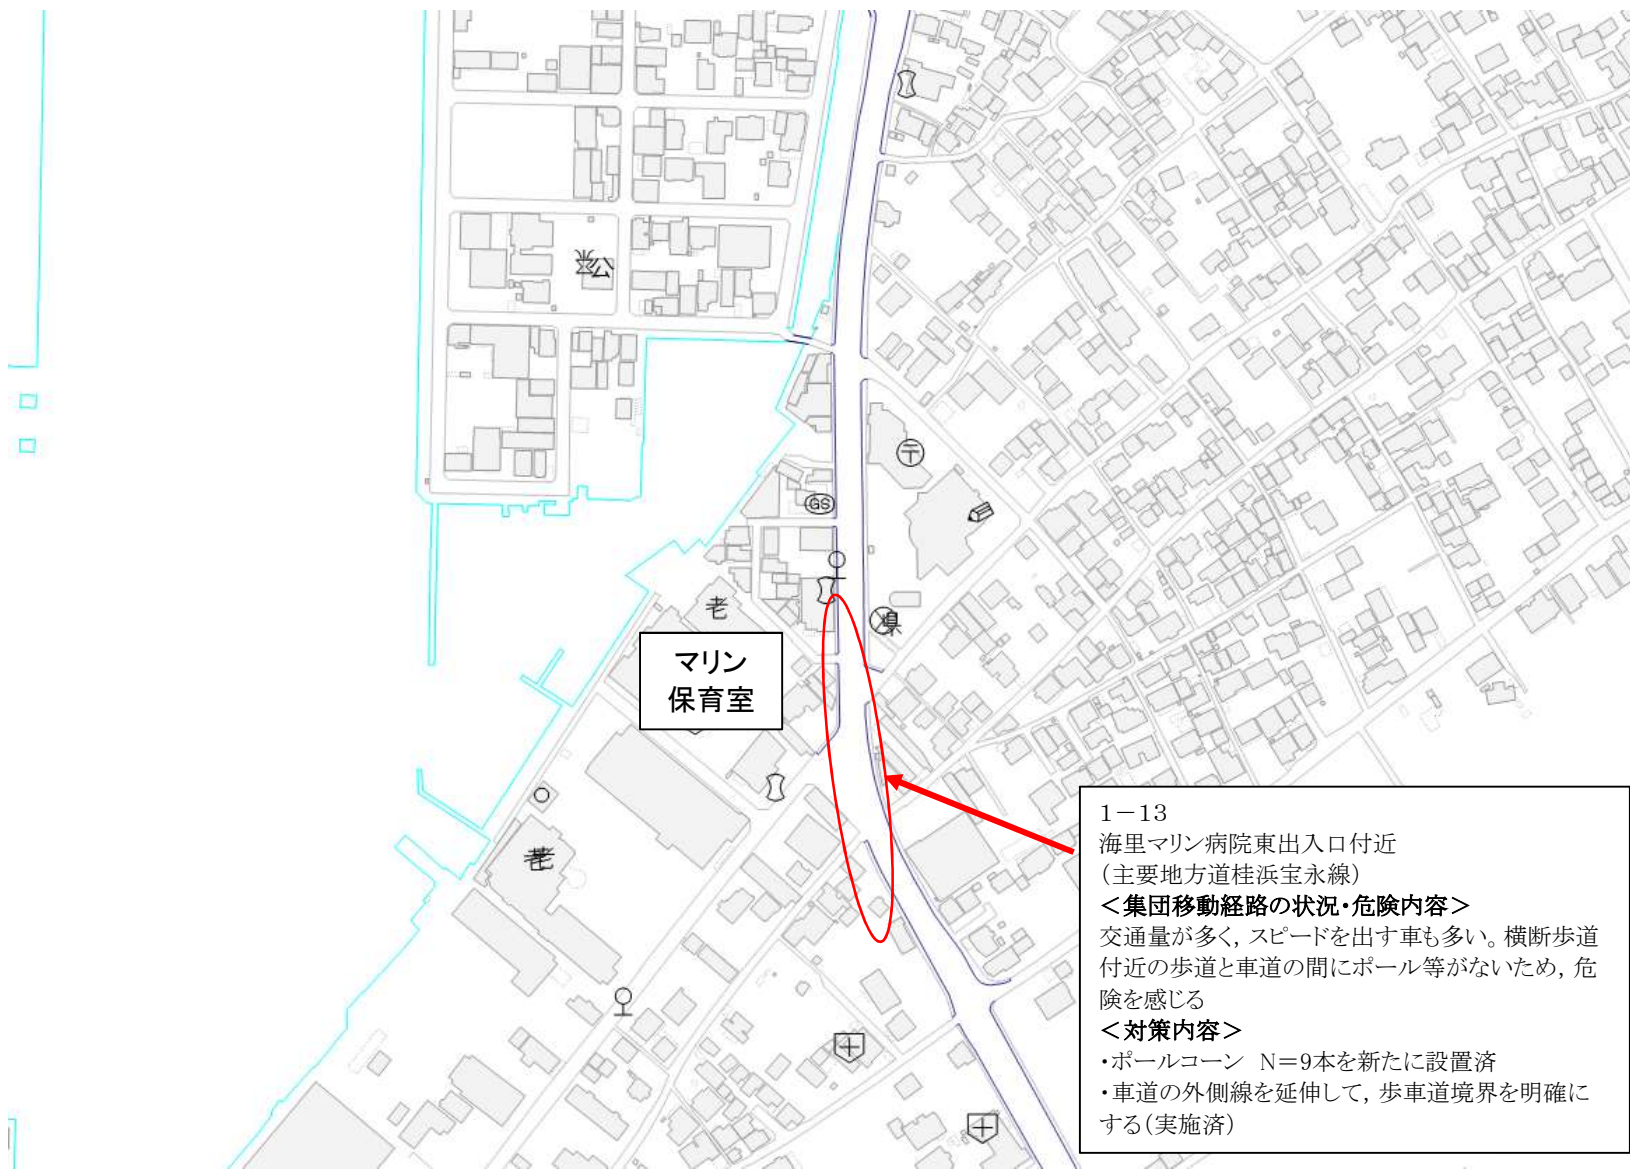 公
〒
GS
老
県
マリン
保育室
老
1-13
海里マリン病院東出入口付近
(主要地方道桂浜宝永線)
<集団移動経路の状況・危険内容>
交通量が多く,スピードを出す車も多い。横断歩道
付近の歩道と車道の間にポール等がないため,危
険を感じる
<対策内容>
・ポールコーン N=9本を新たに設置済
・車道の外側線を延伸して,歩車道境界を明確に
する(実施済)